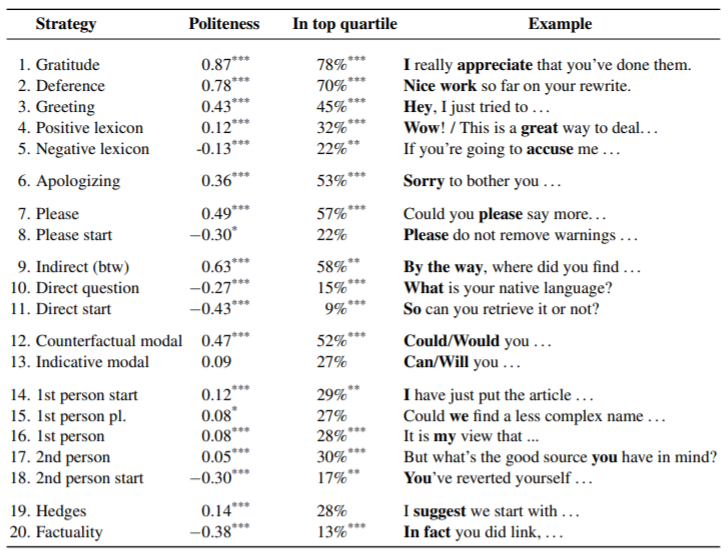 Strategy Politeness In top quartile Example
1. Gratitude 0.87*** 78%*** I really appreciate that you've done them.
2. Deference 0.78*** 70%*** Nice work so far on your rewrite.
3. Greeting 0.43*** 45%*** Hey, I just tried to ...
4. Positive lexicon 0.12*** 32%*** Wow! / This is a great way to deal...
5. Negative lexicon -0.13*** 22%** If you're going to accuse me ...
6. Apologizing 0.36*** 53%*** Sorry to bother you ...
7. Please 0.49*** 57%*** Could you please say more...
8. Please start −0.30* 22% Please do not remove warnings ...
9. Indirect (btw) 0.63*** 58%** By the way, where did you find ...
10. Direct question −0.27*** 15%*** What is your native language?
11. Direct start −0.43*** 9%*** So can you retrieve it or not?
12. Counterfactual modal 0.47*** 52%*** Could/Would you ...
13. Indicative modal 0.09 27% Can/Will you ...
14. 1st person start 0.12*** 29%** I have just put the article ...
15. 1st person pl. 0.08* 27% Could we find a less complex name ...
16. 1st person 0.08*** 28%*** It is my view that ...
17. 2nd person 0.05*** 30%*** But what's the good source you have in mind?
18. 2nd person start −0.30*** 17%** You've reverted yourself ...
19. Hedges 0.14*** 28% I suggest we start with ...
20. Factuality −0.38*** 13%*** In fact you did link, ...